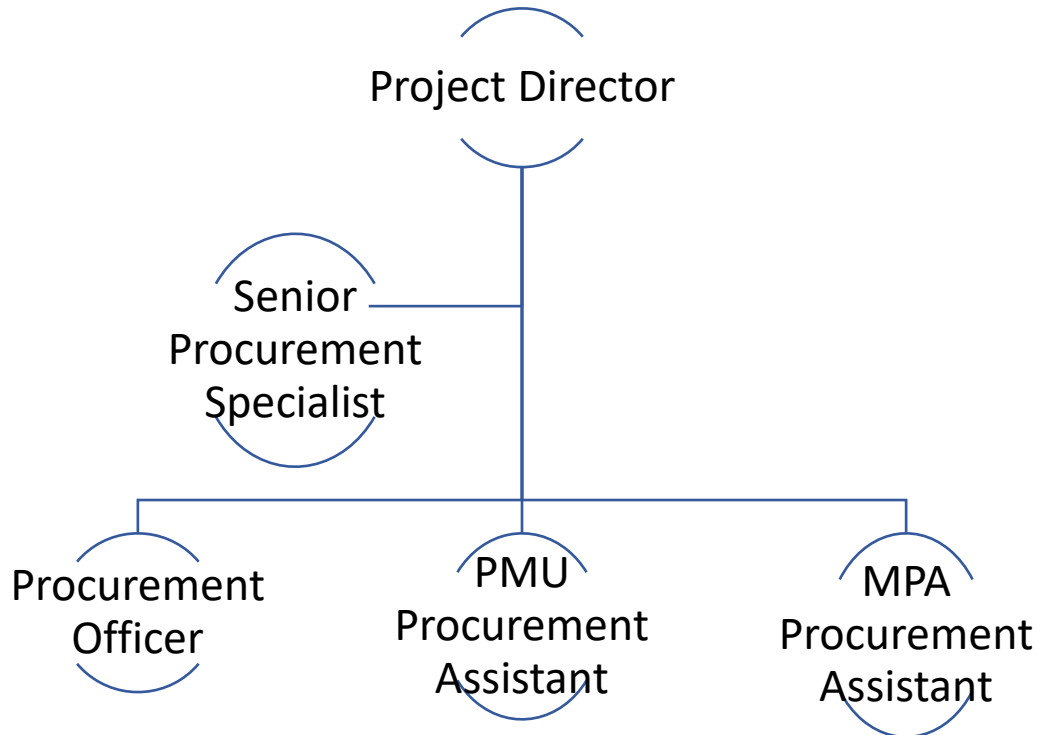 Project Director
Senior
Procurement
Specialist
Procurement
Officer
PMU
Procurement
Assistant
MPA
Procurement
Assistant